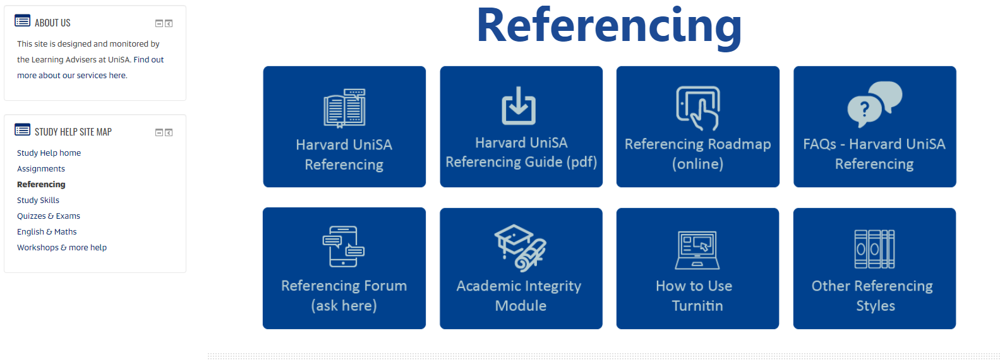 ABOUT US
This site is designed and monitored by
the Learning Advisers at UniSA. Find out
more about our services here.
STUDY HELP SITE MAP
Study Help home
Assignments
Referencing
Study Skills
Quizzes & Exams
English & Maths
Workshops & more help
Referencing
Harvard UniSA
Referencing
Harvard UniSA
Referencing Guide (pdf)
Referencing Roadmap
(online)
?
FAQs - Harvard UniSA
Referencing
Referencing Forum
(ask here)
Academic Integrity
Module
How to Use
Turnitin
Other Referencing
Styles